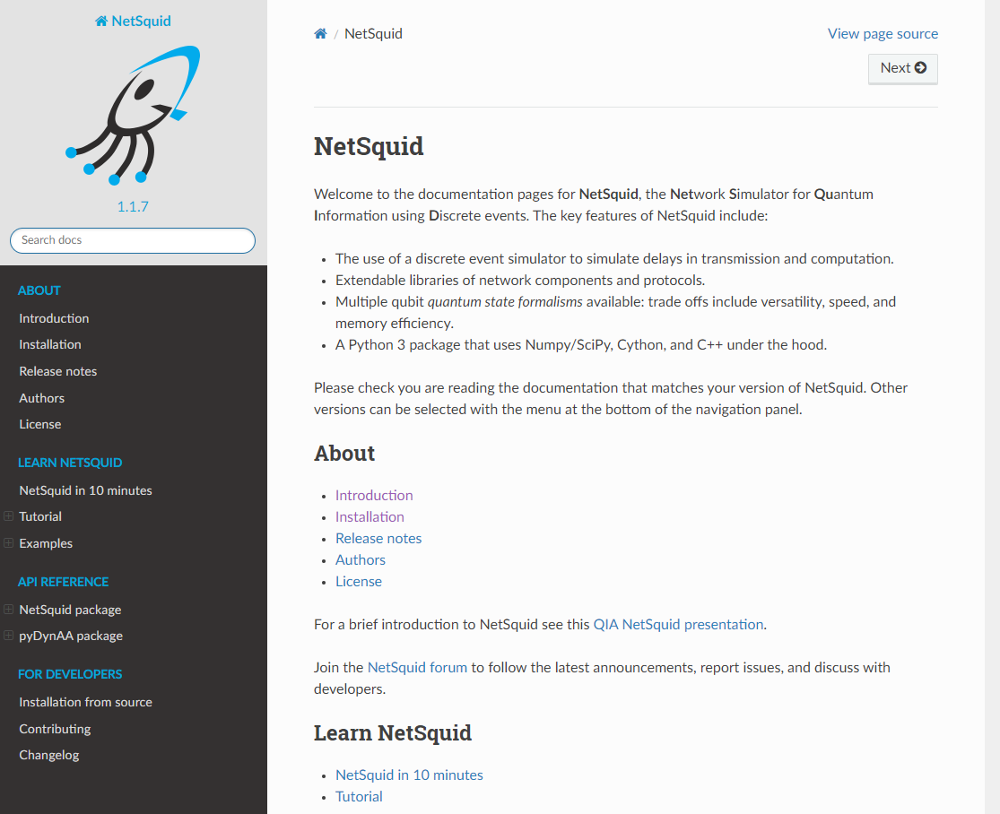 NetSquid
1.1.7
Search docs
ABOUT
Introduction
Installation
Release notes
Authors
License
LEARN NETSQUID
NetSquid in 10 minutes
Tutorial
Examples
API REFERENCE
NetSquid package
pyDynAA package
FOR DEVELOPERS
Installation from source
Contributing
Changelog
/ NetSquid
View page source
Next
NetSquid
Welcome to the documentation pages for NetSquid, the Network Simulator for Quantum
Information using Discrete events. The key features of NetSquid include:
• The use of a discrete event simulator to simulate delays in transmission and computation.
• Extendable libraries of network components and protocols.
• Multiple qubit quantum state formalisms available: trade offs include versatility, speed, and
memory efficiency.
• A Python 3 package that uses Numpy/SciPy, Cython, and C++ under the hood.
Please check you are reading the documentation that matches your version of NetSquid. Other
versions can be selected with the menu at the bottom of the navigation panel.
About
• Introduction
• Installation
• Release notes
• Authors
• License
For a brief introduction to NetSquid see this QIA NetSquid presentation.
Join the NetSquid forum to follow the latest announcements, report issues, and discuss with
developers.
Learn NetSquid
• NetSquid in 10 minutes
• Tutorial